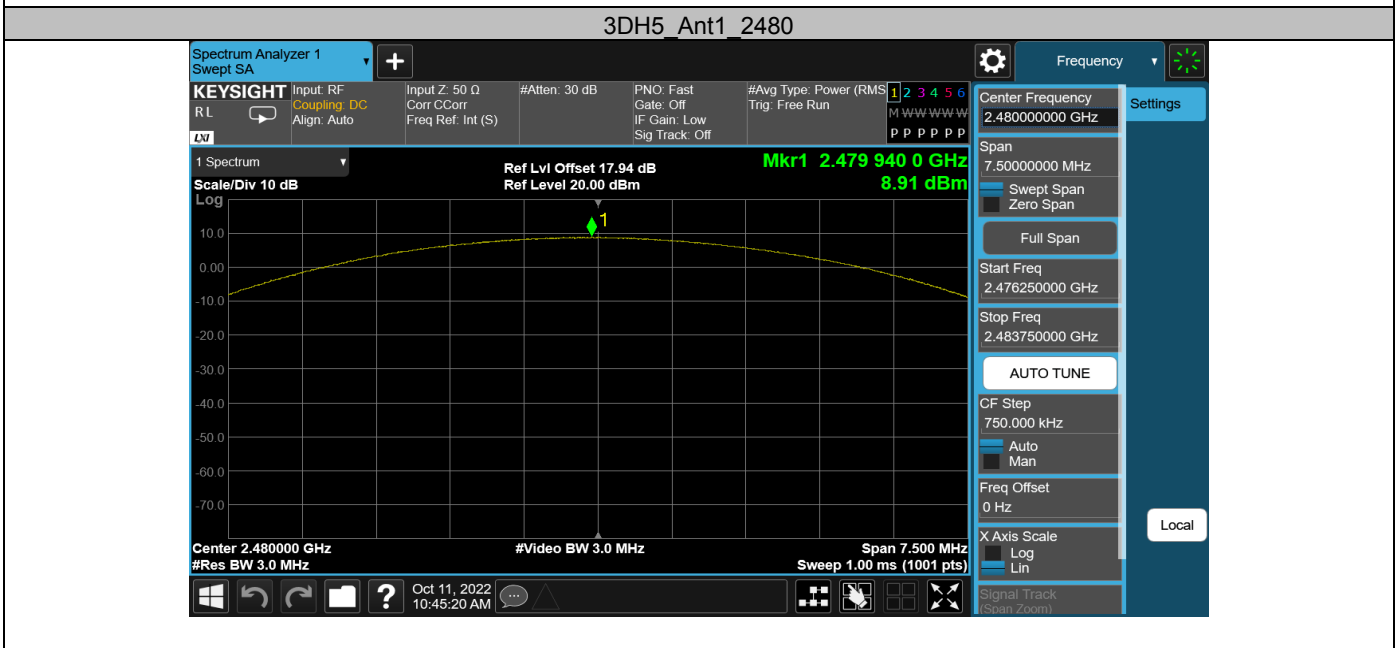 3DH5_Ant1_2480
Spectrum Analyzer 1
Swept SA
+
Frequency
KEYSIGHT
RL
LXI
Input: RF
Coupling: DC
Align: Auto
Input Z: 50 Ω
Corr CCorr
Freq Ref: Int (S)
#Atten: 30 dB
PNO: Fast
Gate: Off
IF Gain: Low
Sig Track: Off
#Avg Type: Power (RMS
Trig: Free Run
1 2 3 4 5 6
M W W W W W
P P P P P P
1 Spectrum
Scale/Div 10 dB
Ref Lvl Offset 17.94 dB
Ref Level 20.00 dBm
Mkr1 2.479 940 0 GHz
8.91 dBm
Log
1
10.0
0.00
-10.0
-20.0
-30.0
-40.0
-50.0
-60.0
-70.0
Center 2.480000 GHz
#Res BW 3.0 MHz
#Video BW 3.0 MHz
Span 7.500 MHz
Sweep 1.00 ms (1001 pts)
Center Frequency
2.480000000 GHz
Settings
Span
7.50000000 MHz
Swept Span
Zero Span
Full Span
Start Freq
2.476250000 GHz
Stop Freq
2.483750000 GHz
AUTO TUNE
CF Step
750.000 kHz
Auto
Man
Freq Offset
0 Hz
X Axis Scale
Log
Lin
Signal Track
(Span Zoom)
Local
?
Oct 11, 2022
10:45:20 AM